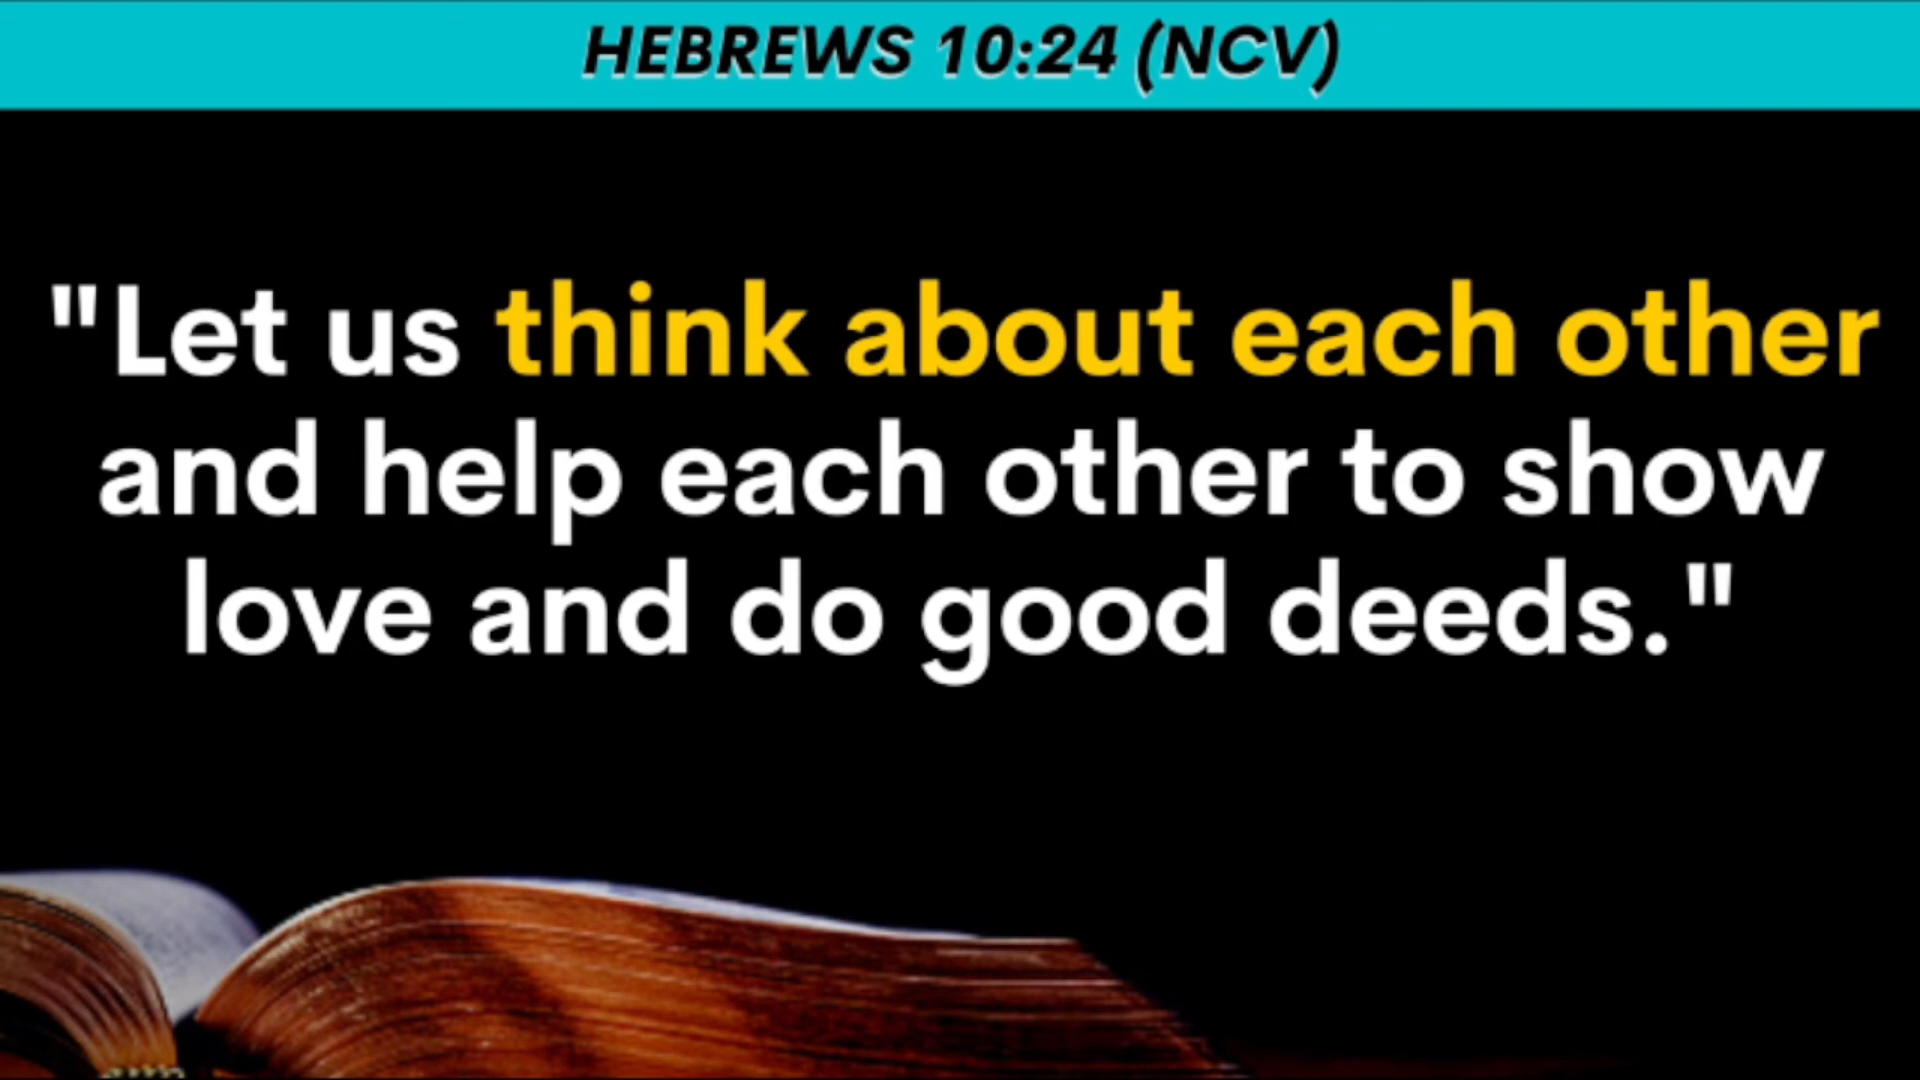 HEBREWS 10:24 (NCV)
"Let us think about each other
and help each other to show
love and do good deeds."